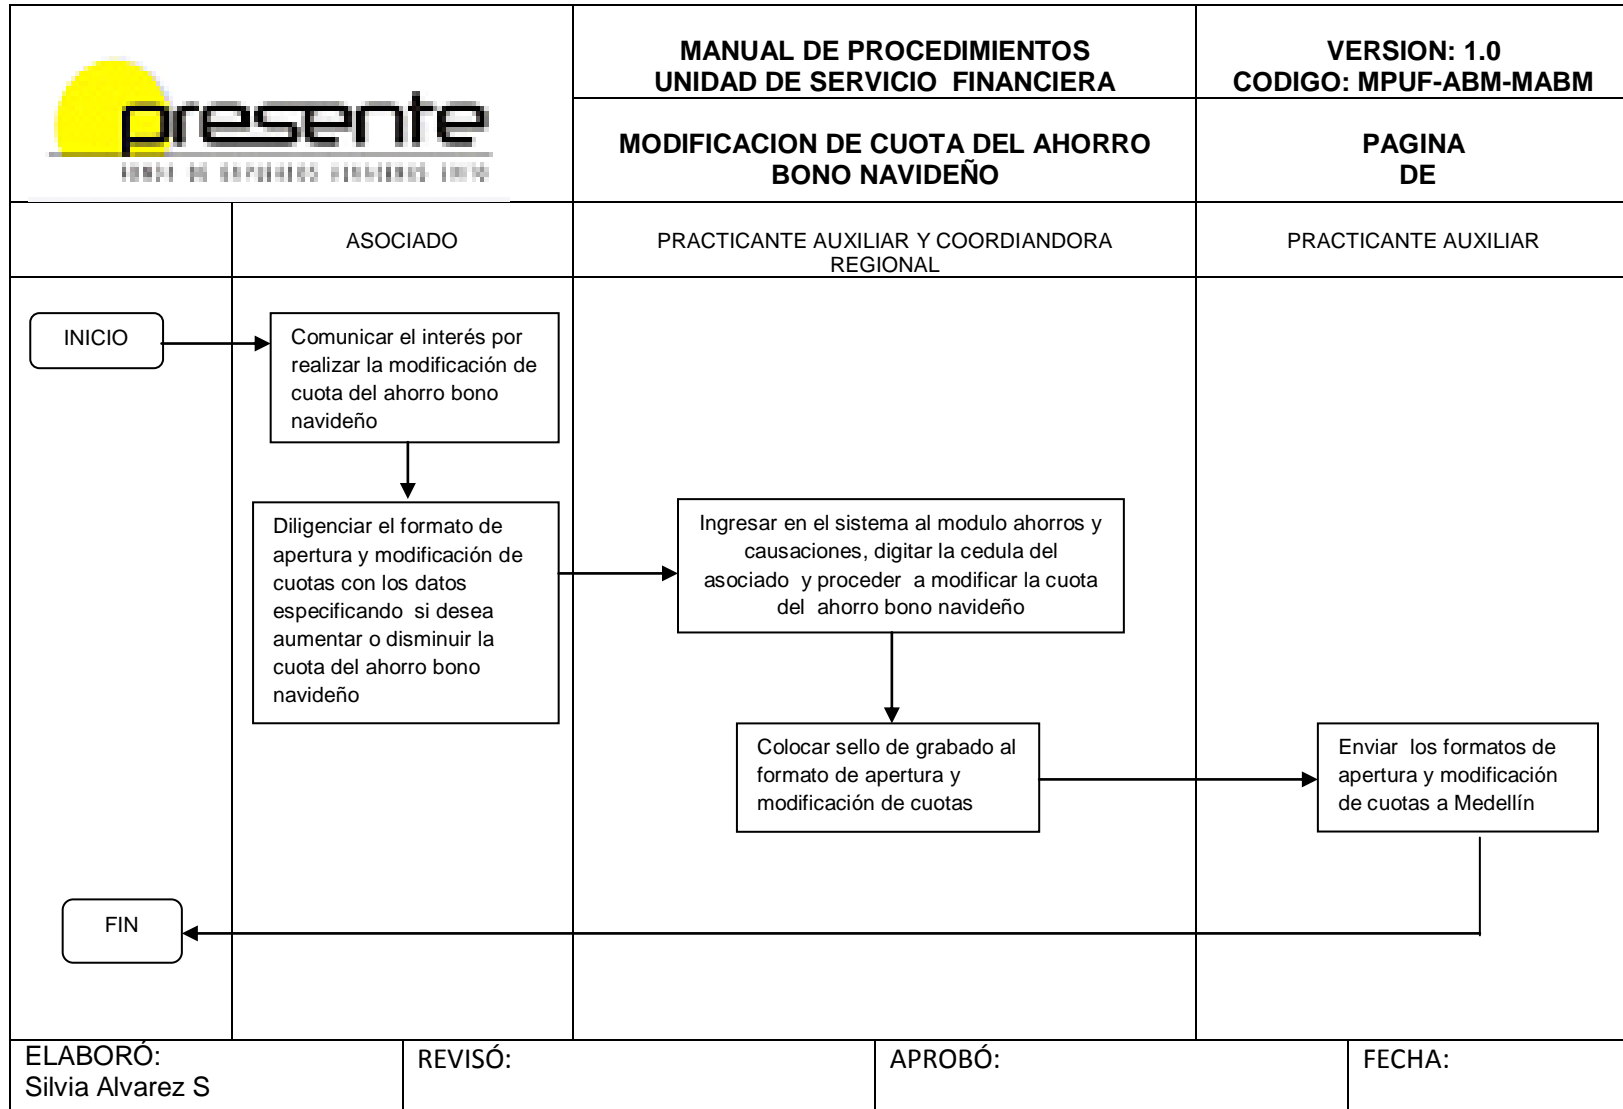 presente
MANUAL DE PROCEDIMIENTOS
UNIDAD DE SERVICIO FINANCIERA
VERSION: 1.0
CODIGO: MPUF-ABM-MABM
MODIFICACION DE CUOTA DEL AHORRO
BONO NAVIDEÑO
PAGINA
DE
ASOCIADO
PRACTICANTE AUXILIAR Y COORDIANDORA
REGIONAL
PRACTICANTE AUXILIAR
INICIO
Comunicar el interés por
realizar la modificación de
cuota del ahorro bono
navideño
Diligenciar el formato de
apertura y modificación de
cuotas con los datos
especificando si desea
aumentar o disminuir la
cuota del ahorro bono
navideño
Ingresar en el sistema al modulo ahorros y
causaciones, digitar la cedula del
asociado y proceder a modificar la cuota
del ahorro bono navideño
Colocar sello de grabado al
formato de apertura y
modificación de cuotas
Enviar los formatos de
apertura y modificación
de cuotas a Medellín
FIN
ELABORÓ:
Silvia Alvarez S
REVISÓ:
APROBÓ:
FECHA: